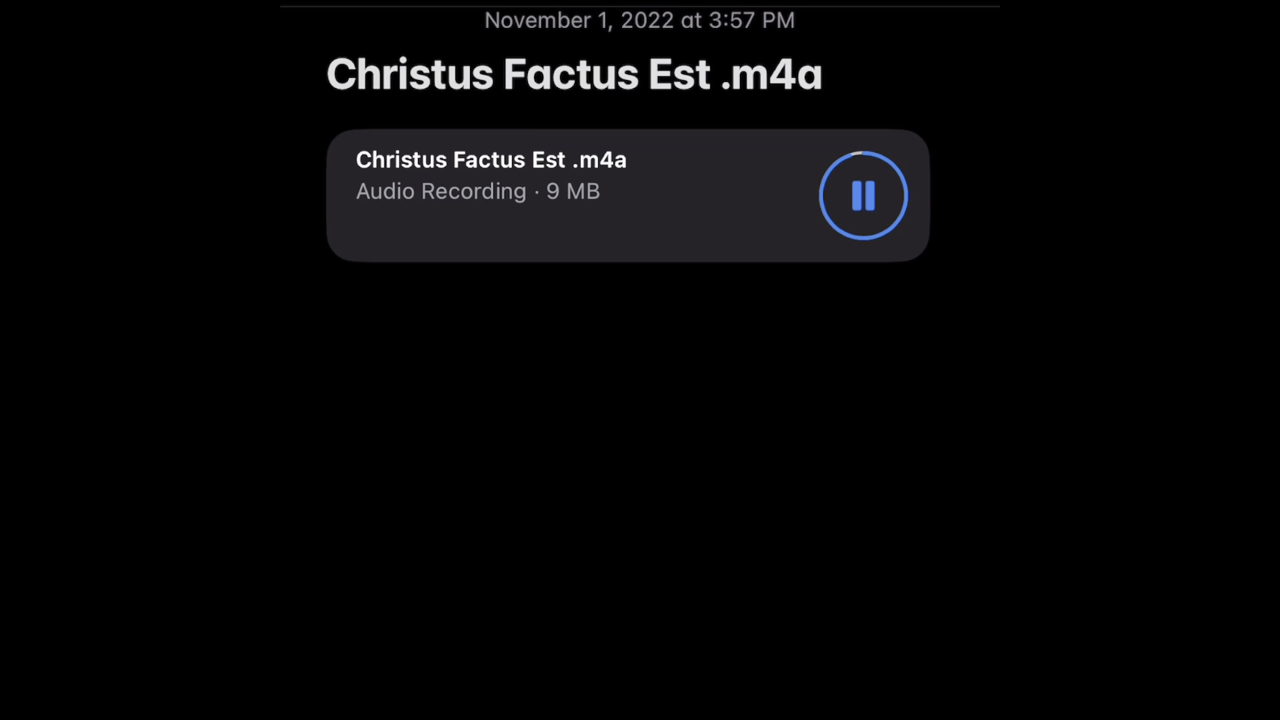 November 1, 2022 at 3:57 PM
Christus Factus Est .m4a
Christus Factus Est .m4a
Audio Recording · 9 MB